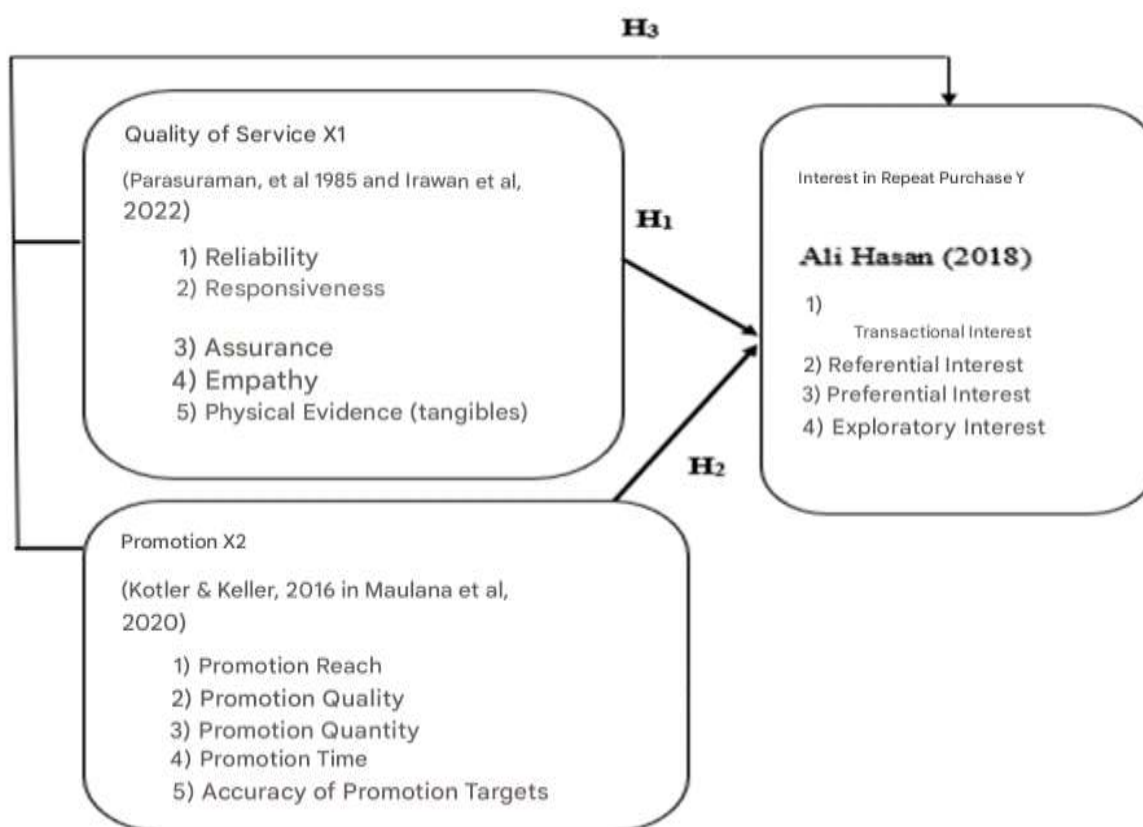 H3
Quality of Service X1
(Parasuraman, et al 1985 and Irawan et al,
2022)
1) Reliability
2) Responsiveness
3) Assurance
4) Empathy
5) Physical Evidence (tangibles)
H1
H2
Interest in Repeat Purchase Y
Ali Hasan (2018)
1)
Transactional Interest
2) Referential Interest
3) Preferential Interest
4) Exploratory Interest
Promotion X2
(Kotler & Keller, 2016 in Maulana et al,
2020)
1) Promotion Reach
2) Promotion Quality
3) Promotion Quantity
4) Promotion Time
5) Accuracy of Promotion Targets